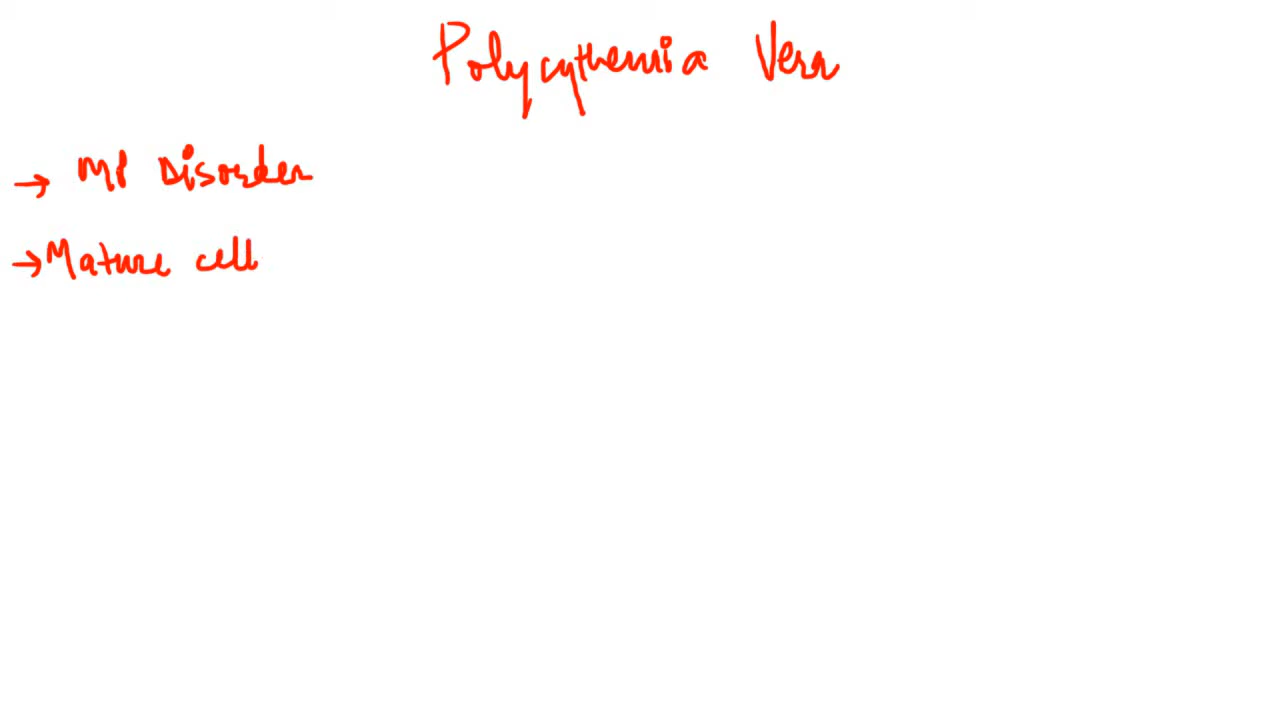 Polycythemia Vera
→ MP Disorder
→ Mature cell